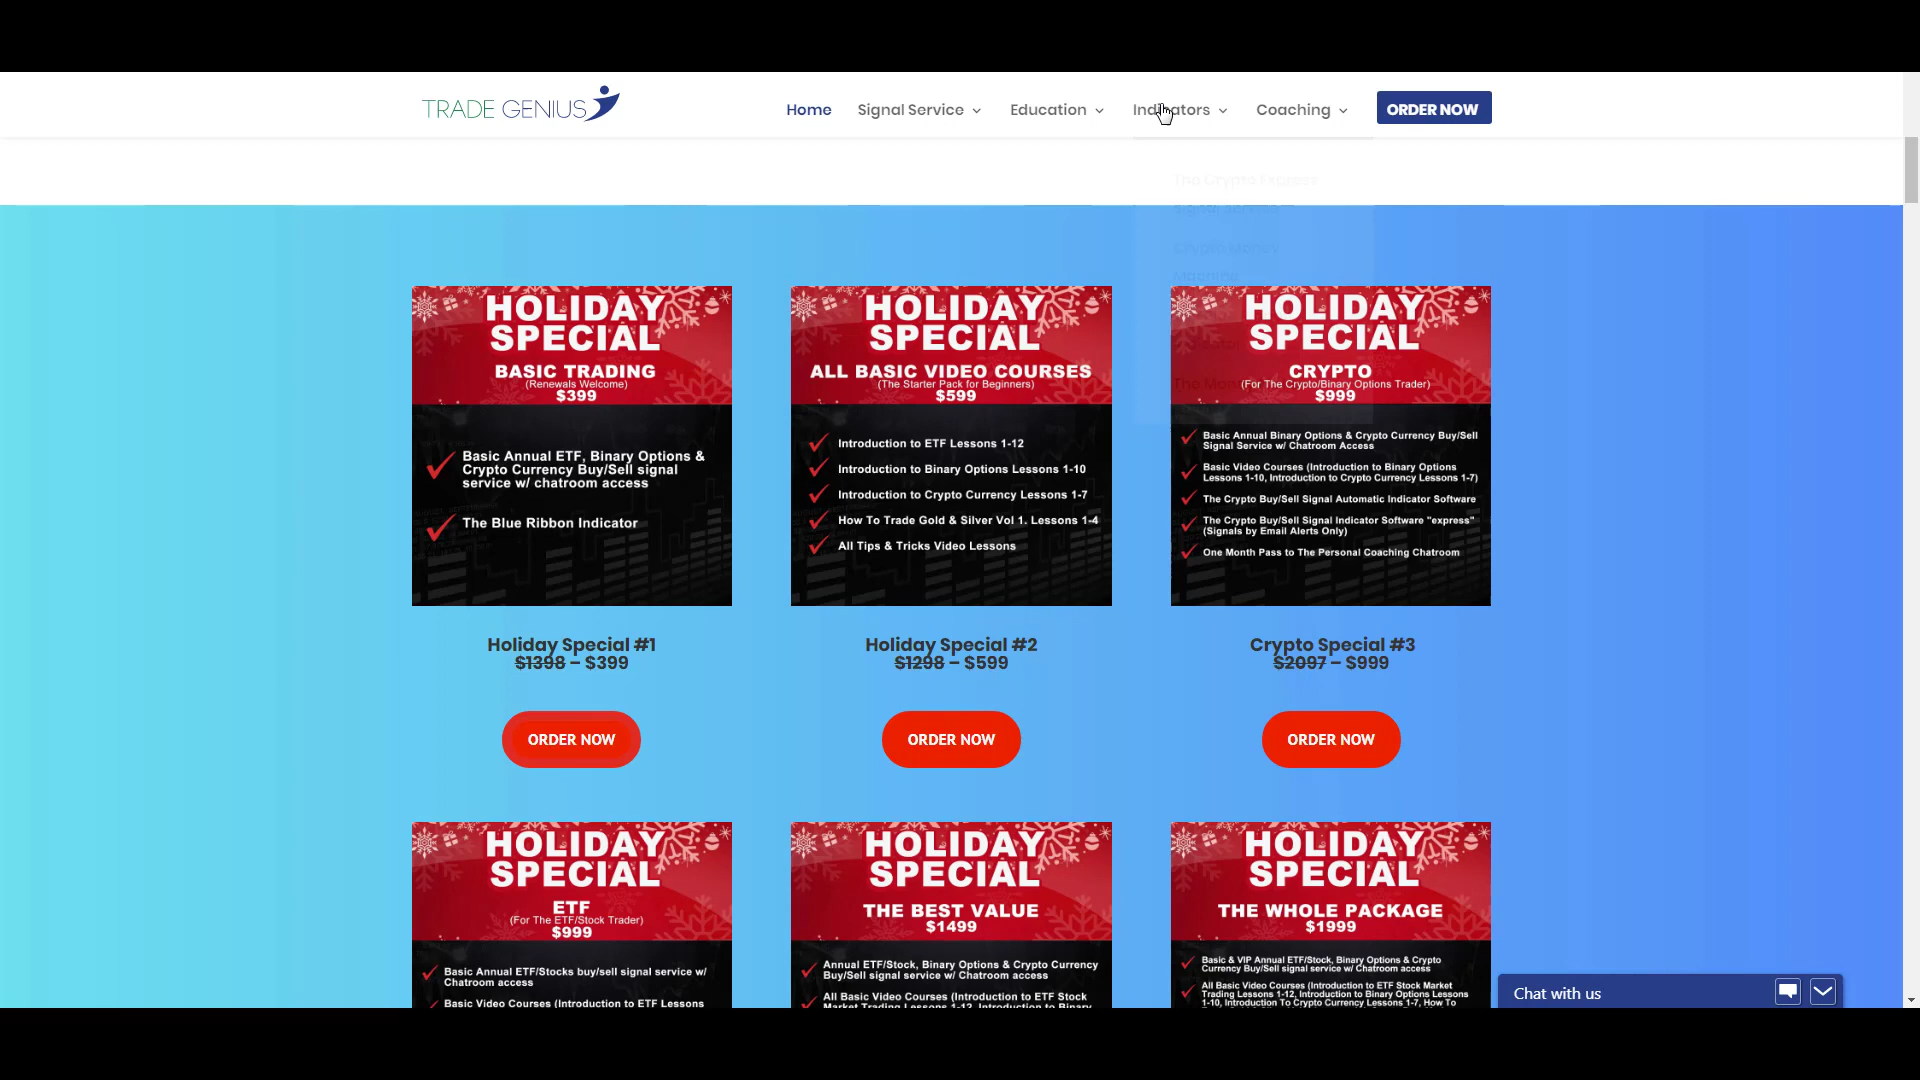 TRADE GENIUS
Home
Signal Service
Education
Indicators
Coaching
ORDER NOW
The Crypto Express
Signal Service
Crypto Money
Machine
HOLIDAY
SPECIAL
BASIC TRADING
(Renewals Welcome)
$399
Basic Annual ETF, Binary Options &
Crypto Currency Buy/Sell signal
service w/ chatroom access
The Blue Ribbon Indicator
HOLIDAY
SPECIAL
ALL BASIC VIDEO COURSES
(The Starter Pack for Beginners)
$599
Introduction to ETF Lessons 1-12
Introduction to Binary Options Lessons 1-10
Introduction to Crypto Currency Lessons 1-7
How To Trade Gold & Silver Vol 1. Lessons 1-4
All Tips & Tricks Video Lessons
HOLIDAY
SPECIAL
CRYPTO
(For The Crypto/Binary Options Trader)
$999
Basic Annual Binary Options & Crypto Currency Buy/Sell
Signal Service w/ Chatroom Access
Basic Video Courses (Introduction to Binary Options
Lessons 1-10, Introduction to Crypto Currency Lessons 1-7)
The Crypto Buy/Sell Signal Automatic Indicator Software
The Crypto Buy/Sell Signal Indicator Software "express"
(Signals by Email Alerts Only)
One Month Pass to The Personal Coaching Chatroom
Holiday Special #1
$1398 – $399
Holiday Special #2
$1298 – $599
Crypto Special #3
$2097 – $999
ORDER NOW
ORDER NOW
ORDER NOW
HOLIDAY
SPECIAL
ETF
(For The ETF/Stock Trader)
$999
Basic Annual ETF/Stocks buy/sell signal service w/
Chatroom access
Basic Video Courses (Introduction to ETF Lessons
HOLIDAY
SPECIAL
THE BEST VALUE
$1499
Annual ETF/Stock, Binary Options & Crypto Currency
Buy/Sell signal service w/ Chatroom access
All Basic Video Courses (Introduction to ETF Stock
Market Trading Lessons 1-12, Introduction to Binary
HOLIDAY
SPECIAL
THE WHOLE PACKAGE
$1999
Basic & VIP Annual ETF/Stock, Binary Options & Crypto
Currency Buy/Sell signal service w/ Chatroom access
All Basic Video Courses (Introduction to ETF Stock Market
Trading Lessons 1-12, Introduction to Binary Options Lessons
1-10, Introduction To Crypto Currency Lessons 1-7, How To
Chat with us